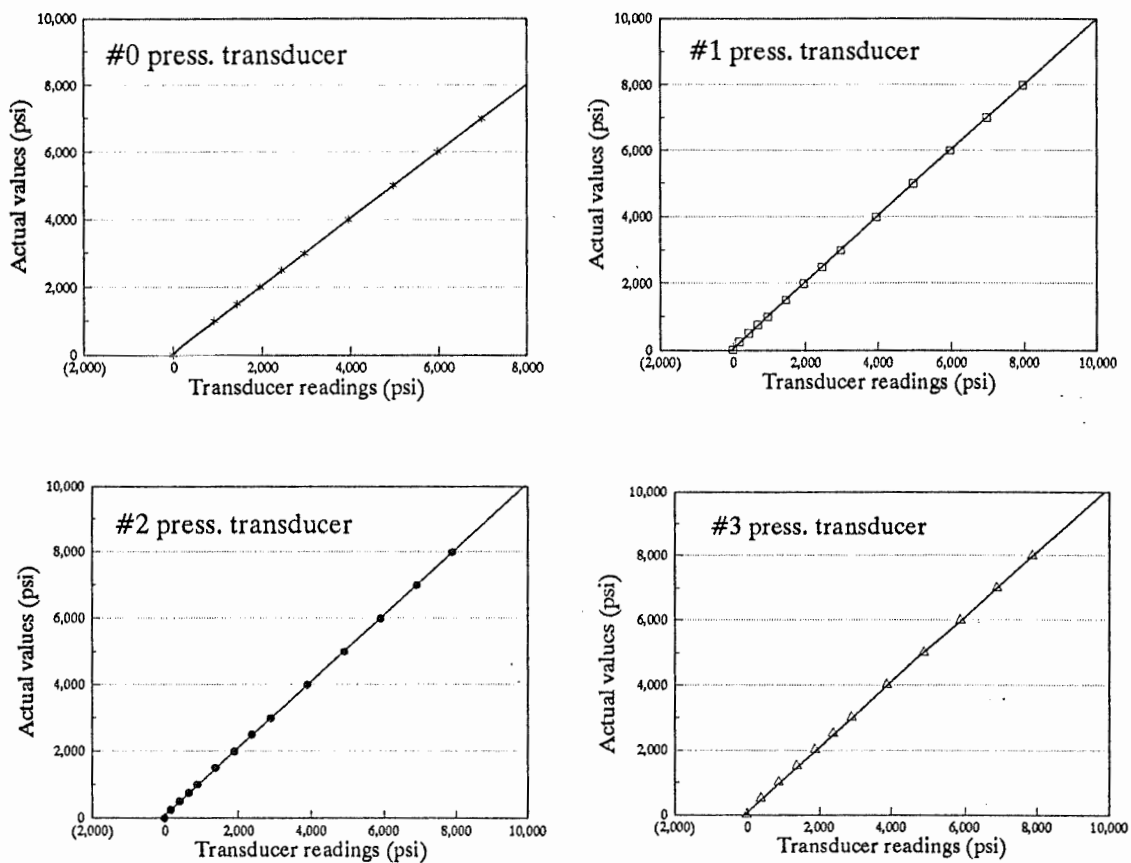 10,000
#0 press. transducer
8,000
6,000
4,000
2,000
0
Actual values (psi)
(2,000) 0 2,000 4,000 6,000 8,000
Transducer readings (psi)
10,000
#1 press. transducer
8,000
6,000
4,000
2,000
0
Actual values (psi)
(2,000) 0 2,000 4,000 6,000 8,000 10,000
Transducer readings (psi)
10,000
#2 press. transducer
8,000
6,000
4,000
2,000
0
Actual values (psi)
(2,000) 0 2,000 4,000 6,000 8,000 10,000
Transducer readings (psi)
10,000
#3 press. transducer
8,000
6,000
4,000
2,000
0
Actual values (psi)
(2,000) 0 2,000 4,000 6,000 8,000 10,000
Transducer readings (psi)